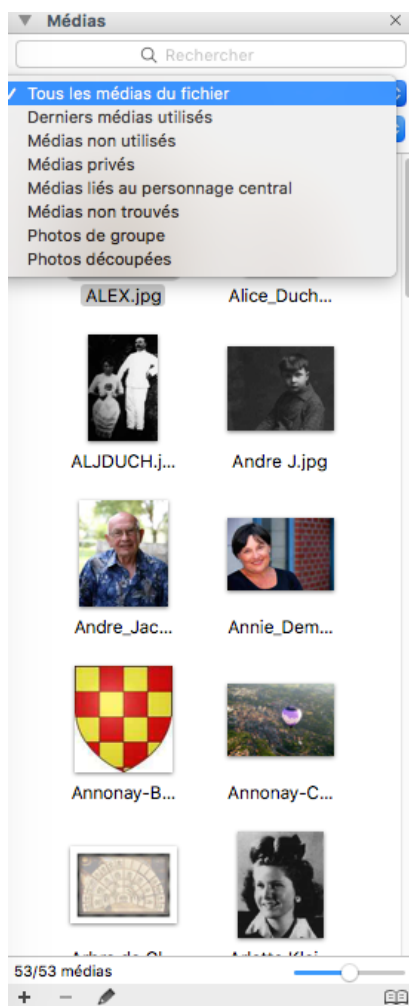 Médias
Rechercher
Tous les médias du fichier
Derniers médias utilisés
Médias non utilisés
Médias privés
Médias liés au personnage central
Médias non trouvés
Photos de groupe
Photos découpées
ALEX.jpg
Alice_Duch...
ALJDUCH.j...
Andre J.jpg
Andre_Jac...
Annie_Dem...
Annonay-B...
Annonay-C...
53/53 médias